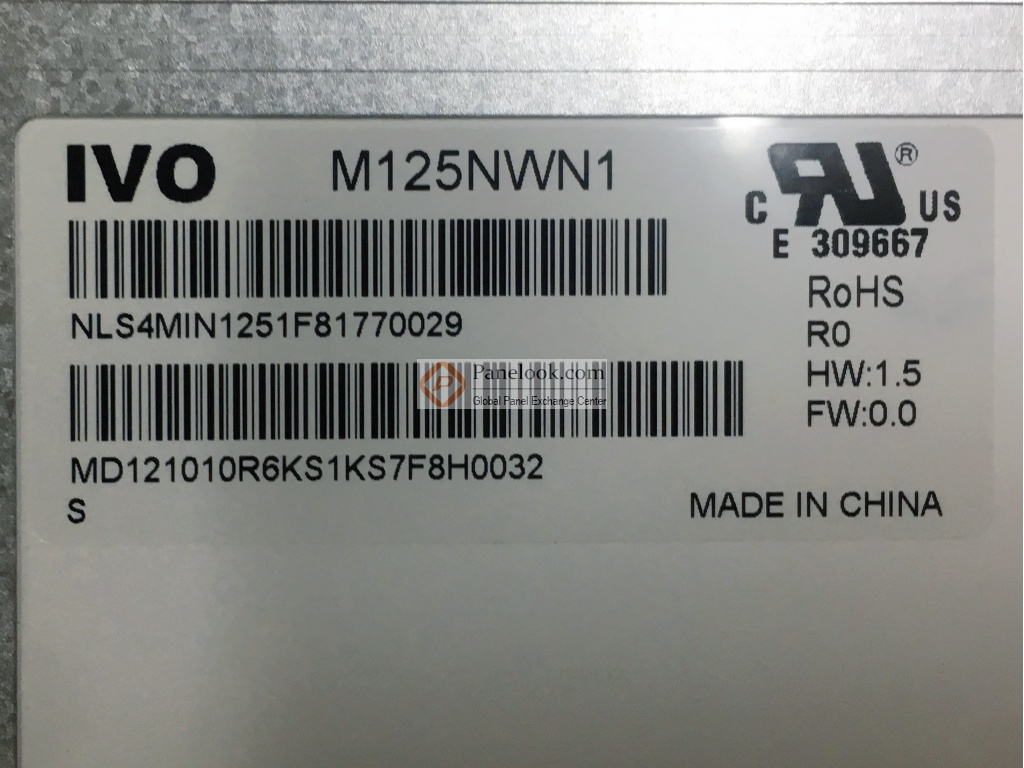 IVO M125NWN1
C UL ® US
E 309667
NLS4MIN1251F81770029
RoHS
R0
HW:1.5
FW:0.0
Panelook.com
Global Panel Exchange Center
MD121010R6KS1KS7F8H0032
S
MADE IN CHINA